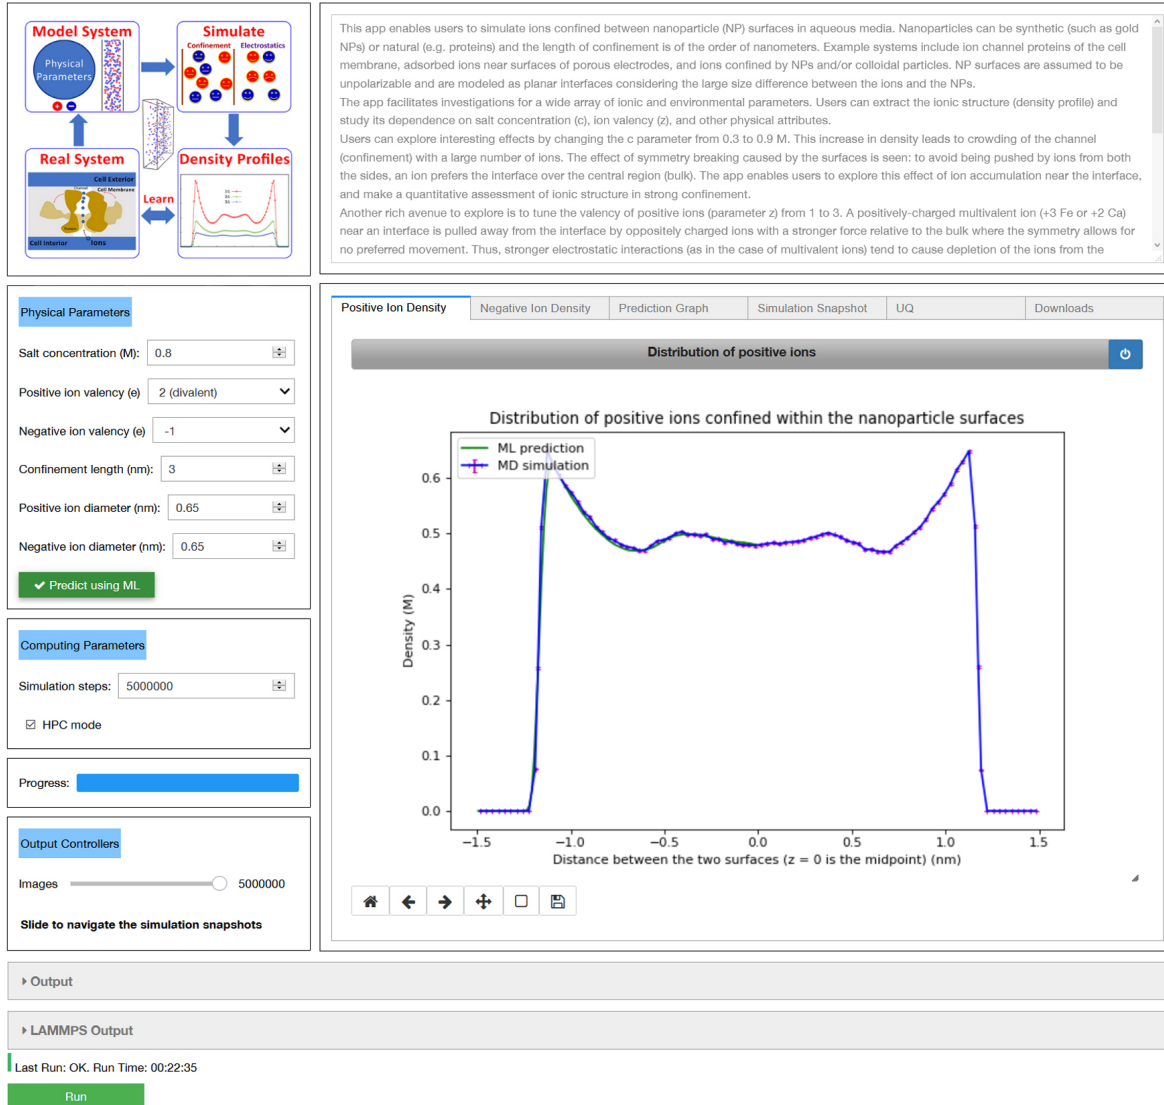 Model System
Physical
Parameters
Simulate
Confinement Electrostatics
Real System
Cell Exterior
Channel
Cell Membrane
Protein
Cell Interior
Ions
Learn
Density Profiles
This app enables users to simulate ions confined between nanoparticle (NP) surfaces in aqueous media. Nanoparticles can be synthetic (such as gold
NPs) or natural (e.g. proteins) and the length of confinement is of the order of nanometers. Example systems include ion channel proteins of the cell
membrane, adsorbed ions near surfaces of porous electrodes, and ions confined by NPs and/or colloidal particles. NP surfaces are assumed to be
unpolarizable and are modeled as planar interfaces considering the large size difference between the ions and the NPs.
The app facilitates investigations for a wide array of ionic and environmental parameters. Users can extract the ionic structure (density profile) and
study its dependence on salt concentration (c), ion valency (z), and other physical attributes.
Users can explore interesting effects by changing the c parameter from 0.3 to 0.9 M. This increase in density leads to crowding of the channel
(confinement) with a large number of ions. The effect of symmetry breaking caused by the surfaces is seen: to avoid being pushed by ions from both
the sides, an ion prefers the interface over the central region (bulk). The app enables users to explore this effect of ion accumulation near the interface,
and make a quantitative assessment of ionic structure in strong confinement.
Another rich avenue to explore is to tune the valency of positive ions (parameter z) from 1 to 3. A positively-charged multivalent ion (+3 Fe or +2 Ca)
near an interface is pulled away from the interface by oppositely charged ions with a stronger force relative to the bulk where the symmetry allows for
no preferred movement. Thus, stronger electrostatic interactions (as in the case of multivalent ions) tend to cause depletion of the ions from the
Physical Parameters
Salt concentration (M): 0.8
Positive ion valency (e) 2 (divalent)
Negative ion valency (e) -1
Confinement length (nm): 3
Positive ion diameter (nm): 0.65
Negative ion diameter (nm): 0.65
Predict using ML
Computing Parameters
Simulation steps: 5000000
HPC mode
Progress:
Output Controllers
Images 5000000
Slide to navigate the simulation snapshots
Positive Ion Density
Negative Ion Density
Prediction Graph
Simulation Snapshot
UQ
Downloads
Distribution of positive ions
Distribution of positive ions confined within the nanoparticle surfaces
ML prediction
MD simulation
Density (M)
0.6
0.5
0.4
0.3
0.2
0.1
0.0
−1.5 −1.0 −0.5 0.0 0.5 1.0 1.5
Distance between the two surfaces (z = 0 is the midpoint) (nm)
Output
LAMMPS Output
Last Run: OK. Run Time: 00:22:35
Run